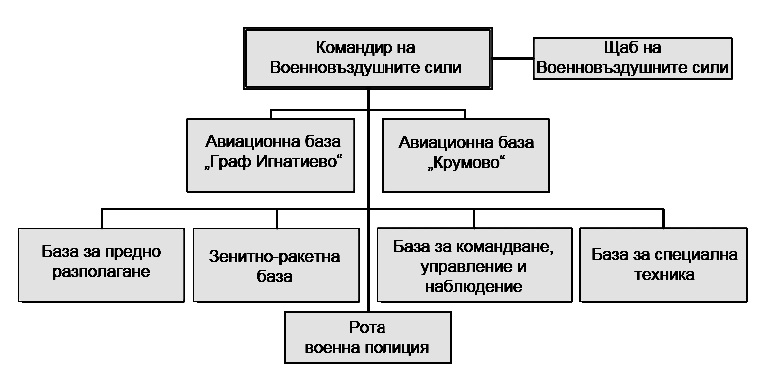 Командир на
Военновъздушните сили
Щаб на
Военновъздушните сили
Авиационна база
„Граф Игнатиево“
Авиационна база
„Крумово“
База за предно
разполагане
Зенитно-ракетна
база
База за командване,
управление и
наблюдение
База за специална
техника
Рота
военна полиция